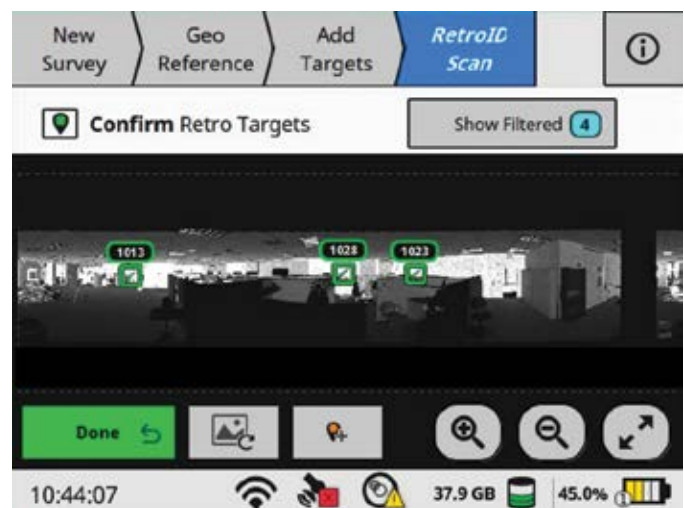 New Survey
Geo Reference
Add Targets
RetroID Scan
Confirm Retro Targets
Show Filtered 4
1013
1028
1023
Done
10:44:07
37.9 GB
45.0%
1